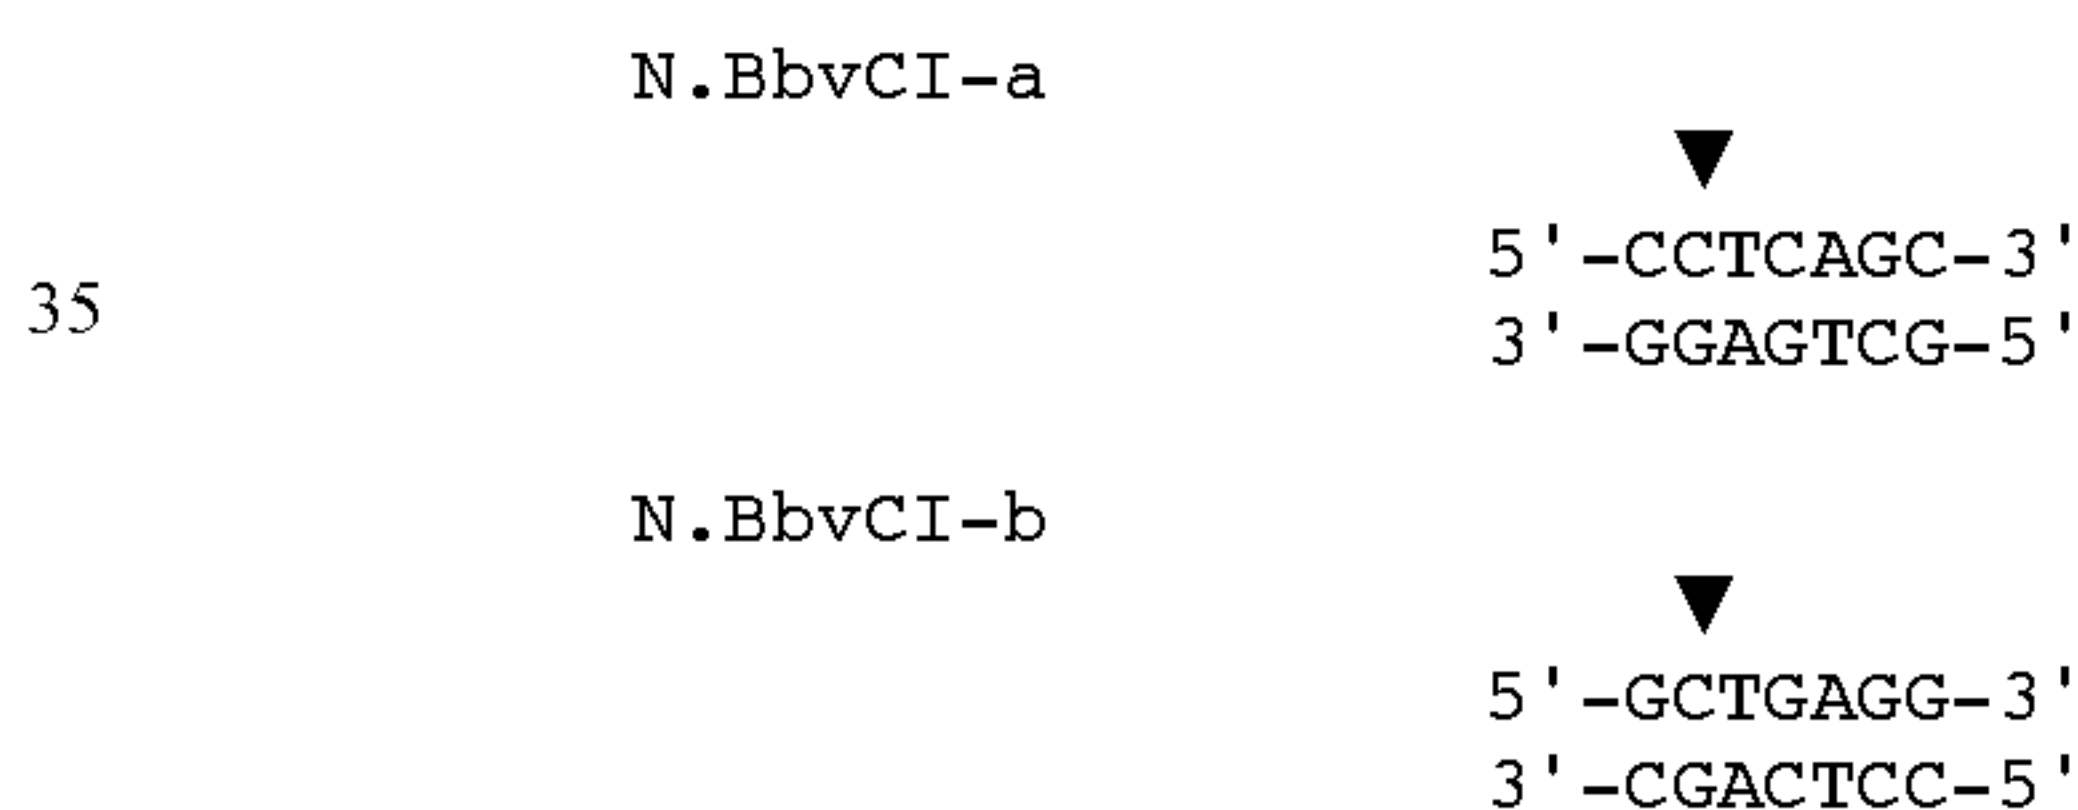 N.BbvCI-a
▼
5'-CCTCAGC-3'
35
3'-GGAGTCG-5'
N.BbvCI-b
▼
5'-GCTGAGG-3'
3'-CGACTCC-5'